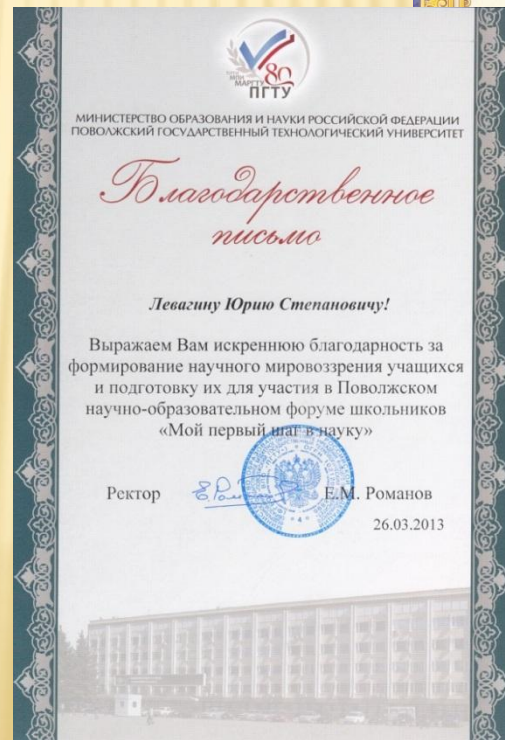 80
МПИ
МАРГТУ
ПГТУ
МИНИСТЕРСТВО ОБРАЗОВАНИЯ И НАУКИ РОССИЙСКОЙ ФЕДЕРАЦИИ
ПОВОЛЖСКИЙ ГОСУДАРСТВЕННЫЙ ТЕХНОЛОГИЧЕСКИЙ УНИВЕРСИТЕТ
Благодарственное
письмо
Левагину Юрию Степановичу!
Выражаем Вам искреннюю благодарность за
формирование научного мировоззрения учащихся
и подготовку их для участия в Поволжском
научно-образовательном форуме школьников
«Мой первый шаг в науку»
Ректор Е.М. Романов
26.03.2013